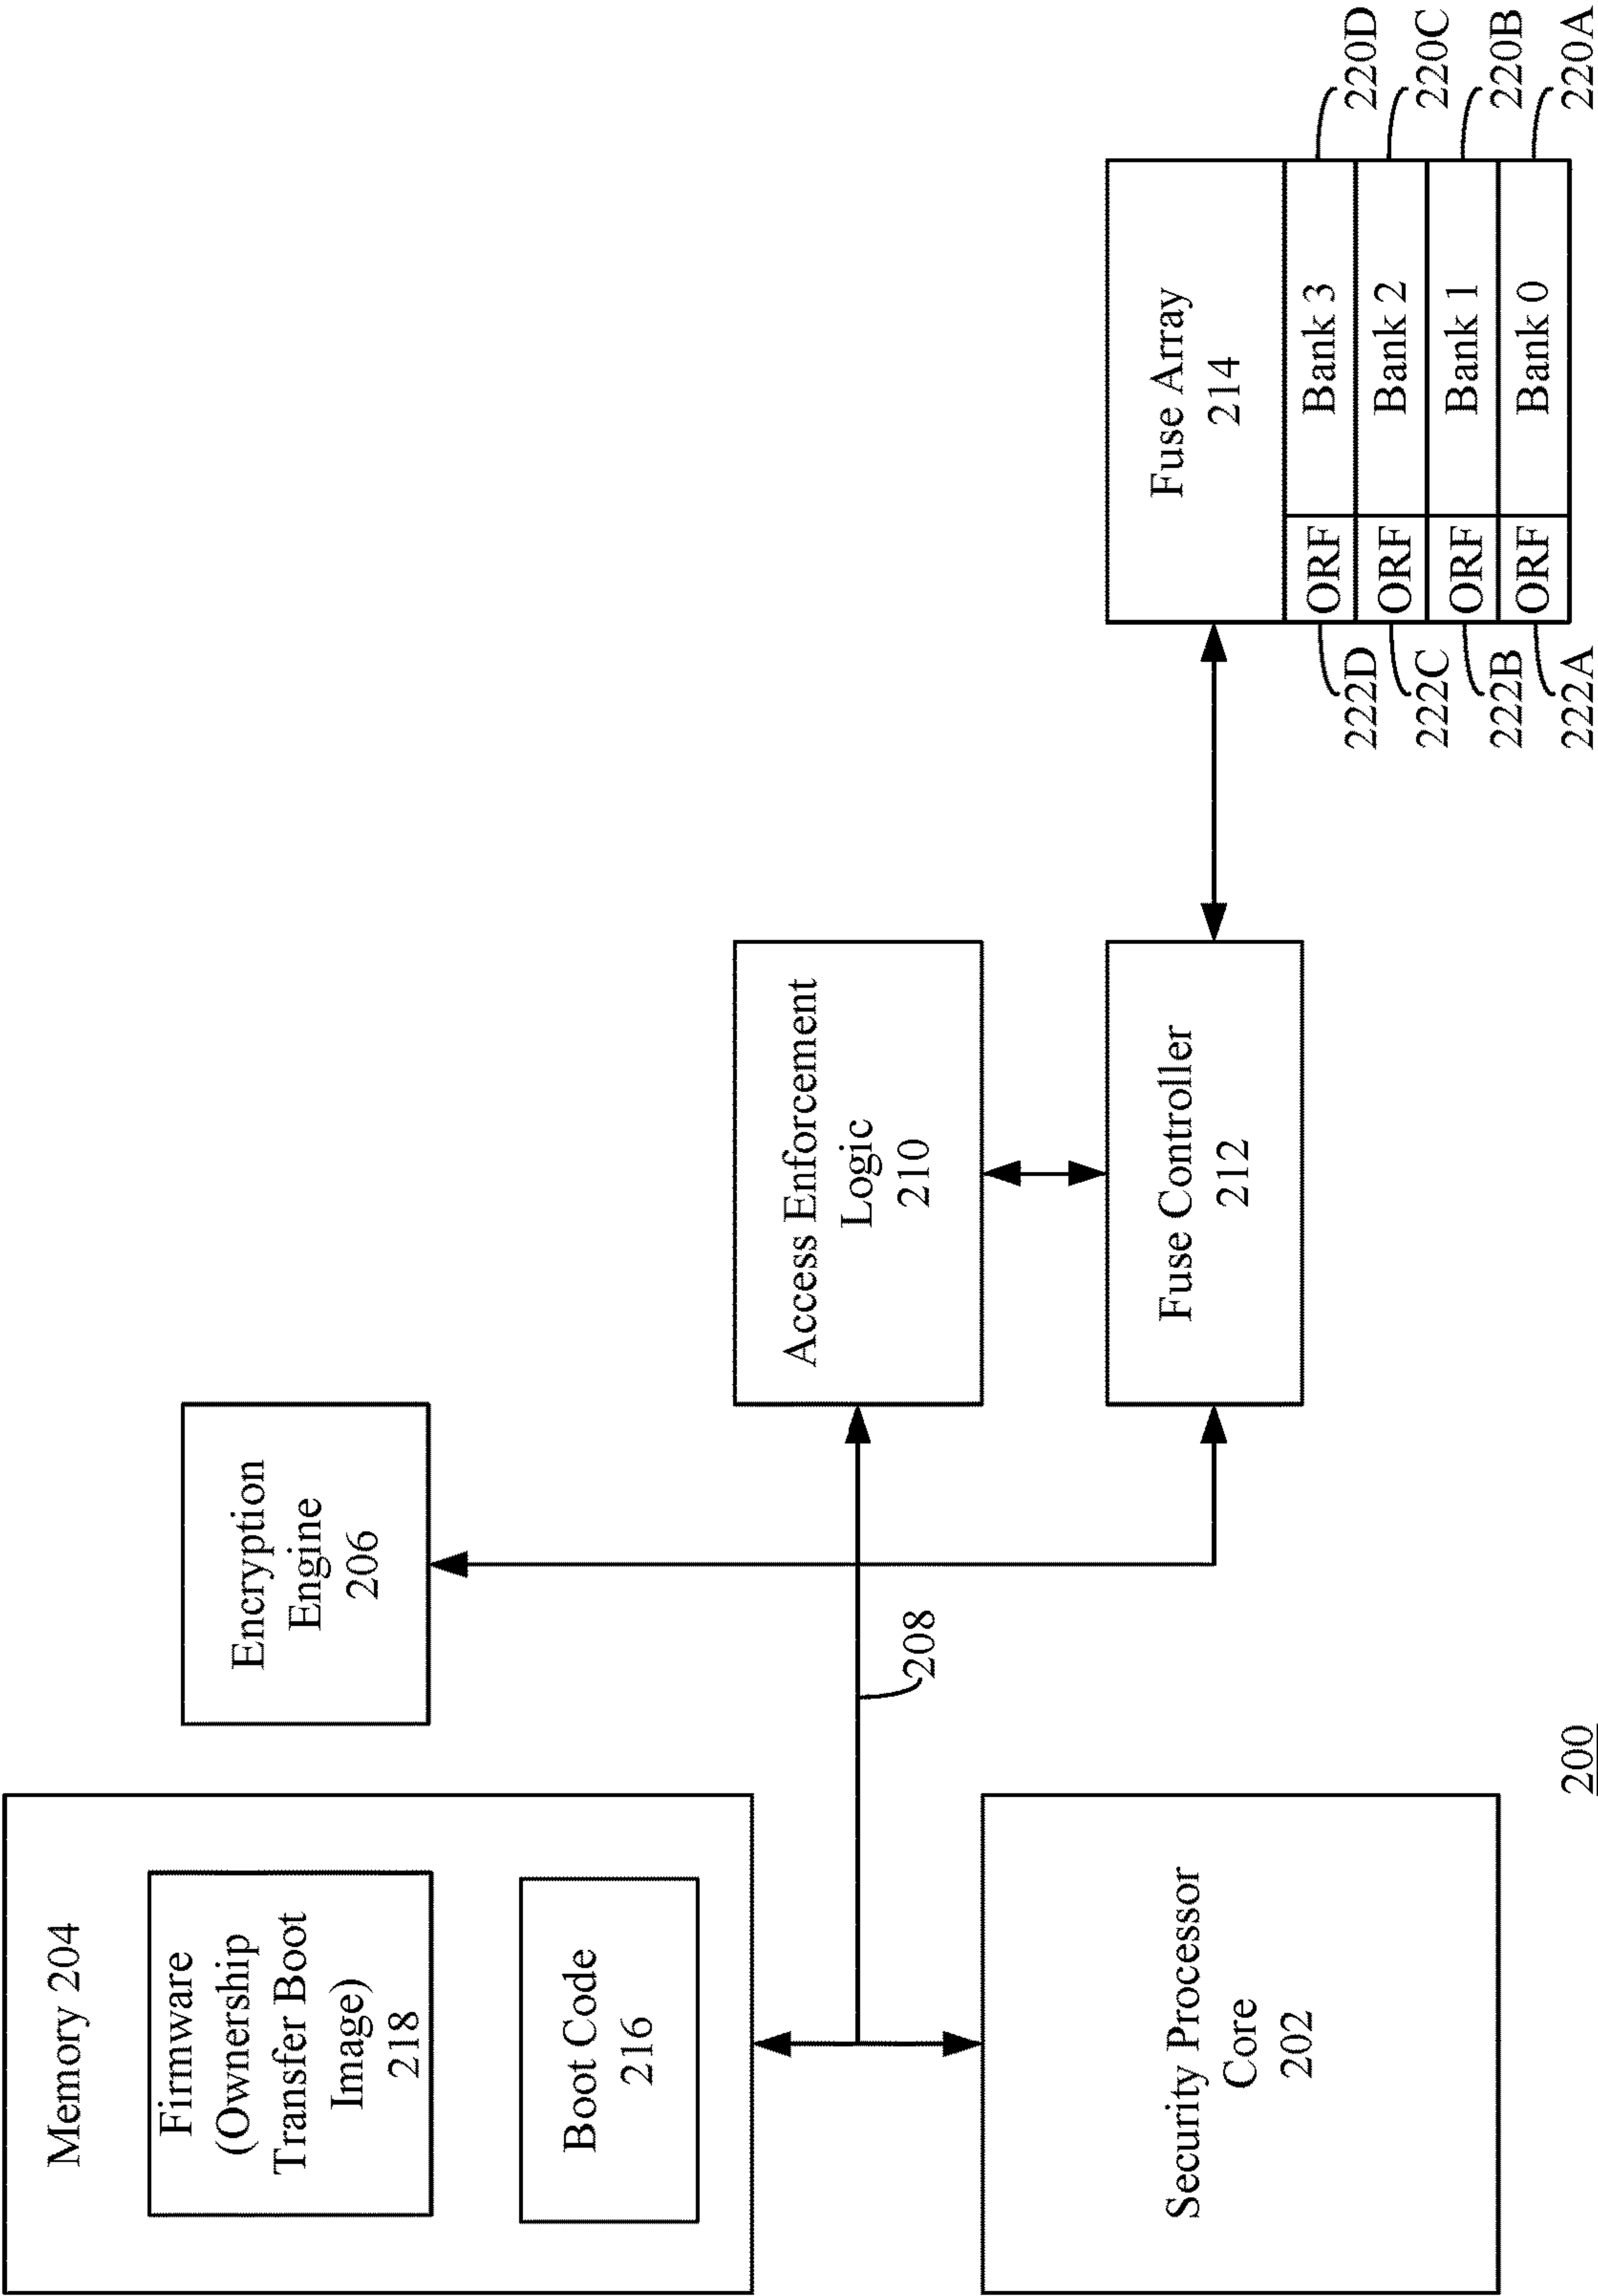 Memory 204
Firmware
(Ownership
Transfer Boot
Image)
218
Boot Code
216
Security Processor
Core
202
Encryption
Engine
206
208
Access Enforcement
Logic
210
Fuse Controller
212
Fuse Array
214
222D
ORF
Bank 3
220D
222C
ORF
Bank 2
220C
222B
ORF
Bank 1
220B
222A
ORF
Bank 0
220A
200